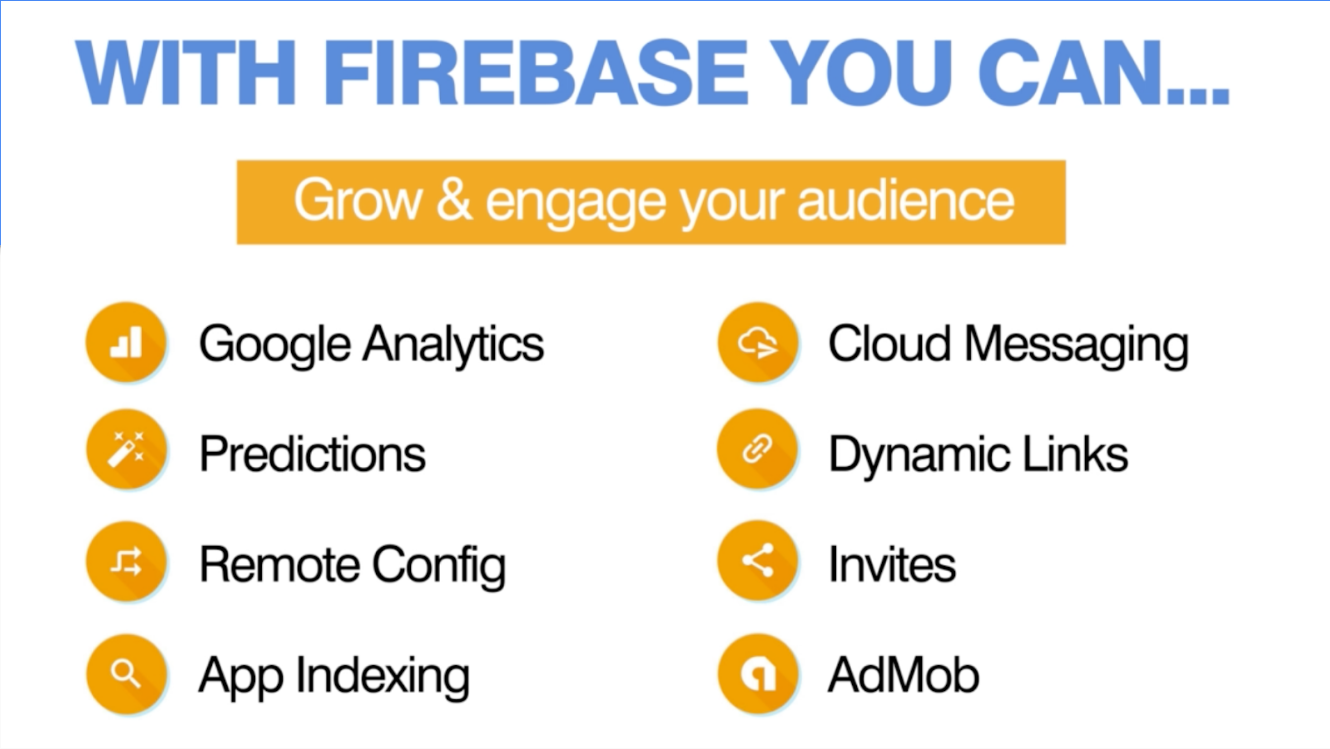 WITH FIREBASE YOU CAN...
Grow & engage your audience
Google Analytics
Cloud Messaging
Predictions
Dynamic Links
Remote Config
Invites
App Indexing
AdMob